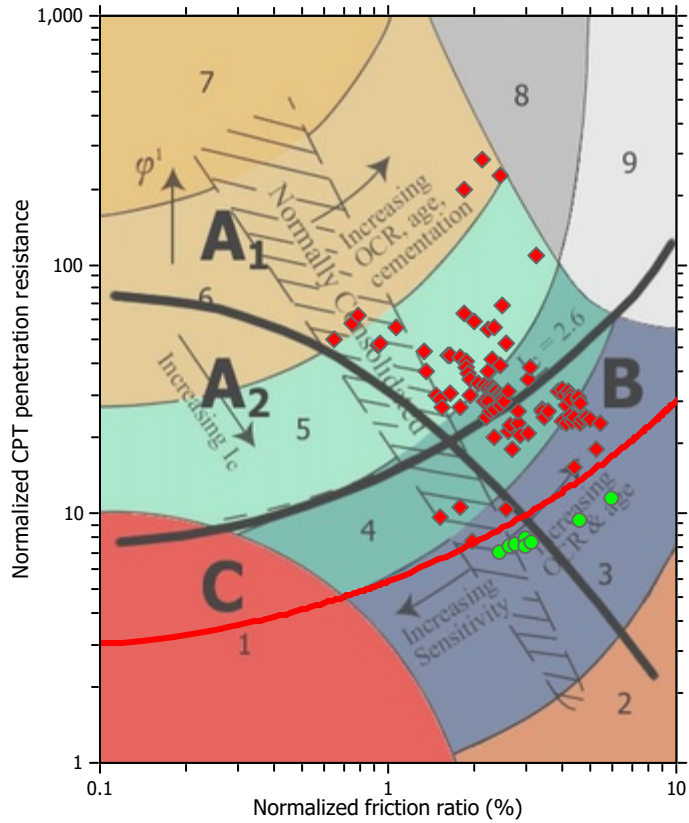 1,000
100
10
1
0.1
1
10
Normalized CPT penetration resistance
Normalized friction ratio (%)
7
8
9
φ¹
A1
Increasing
OCR, age,
cementation
Normally Consolidated
6
A2
Increasing Ic
5
Ic = 2.6
B
4
C
1
Increasing
OCR & age
3
Increasing
Sensitivity
2